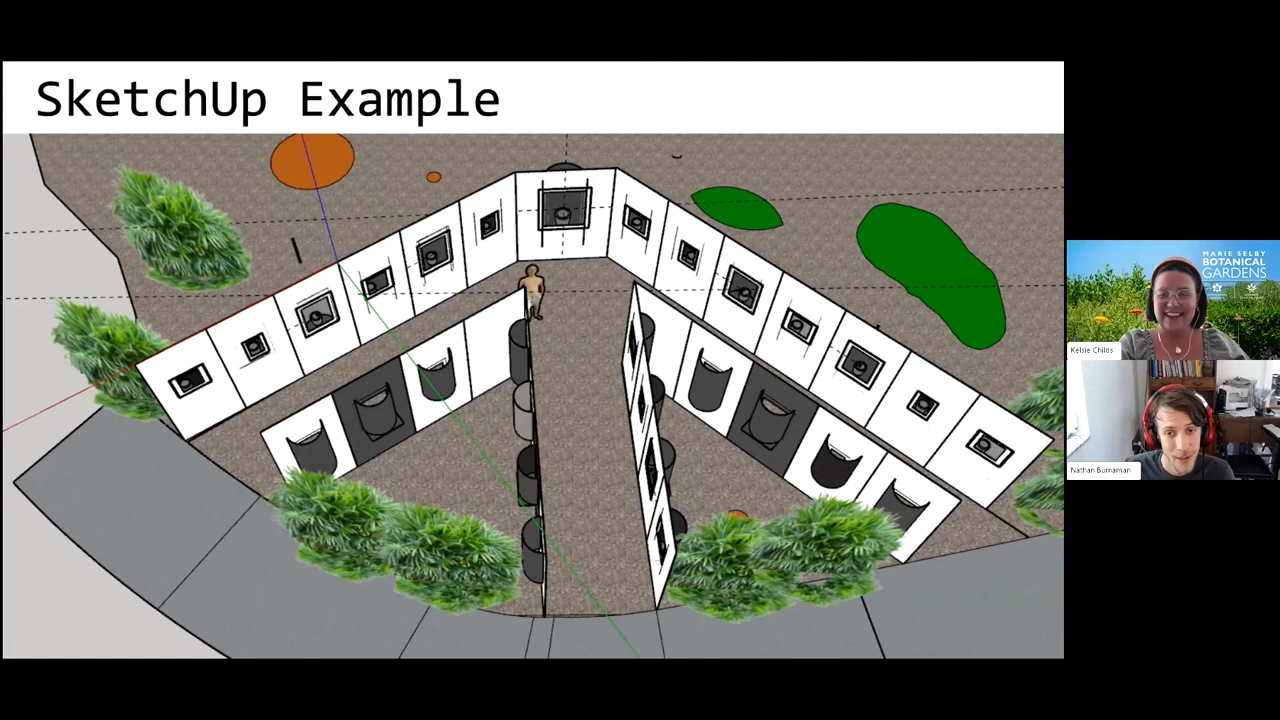 SketchUp Example
MARIE SELBY
BOTANICAL
GARDENS
Kelsie Childs
Nathan Burnaman